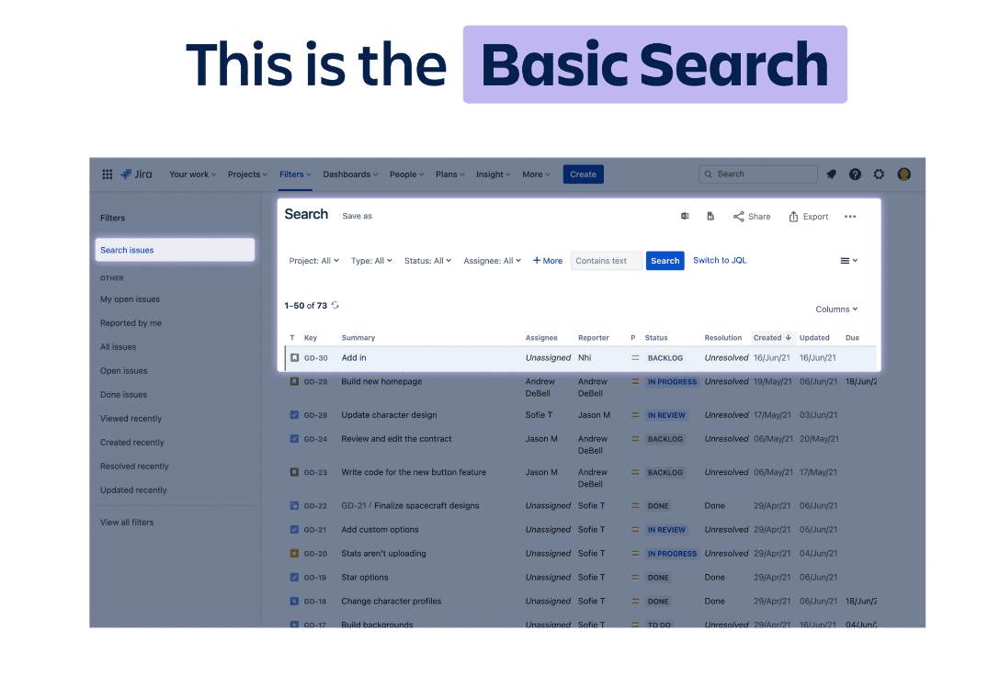 This is the Basic Search
Jira Your work Projects Filters Dashboards People Plans Insight More Create Search
Filters
Search issues
OTHER
My open issues
Reported by me
All issues
Open issues
Done issues
Viewed recently
Created recently
Resolved recently
Updated recently
View all filters
Search Save as Share Export
Project: All Type: All Status: All Assignee: All + More Contains text Search Switch to JQL
1–50 of 73
Columns
T Key Summary Assignee Reporter P Status Resolution Created Updated Due
GD-30 Add in Unassigned Nhi BACKLOG Unresolved 16/Jun/21 16/Jun/21
GD-29 Build new homepage Andrew Andrew IN PROGRESS Unresolved 19/May/21 06/Jun/21 18/Jun/2
DeBell DeBell
GD-28 Update character design Sofie T Jason M IN REVIEW Unresolved 17/May/21 03/Jun/21
GD-24 Review and edit the contract Jason M Andrew BACKLOG Unresolved 06/May/21 20/May/21
DeBell
GD-23 Write code for the new button feature Jason M Andrew BACKLOG Unresolved 06/May/21 17/May/21
DeBell
GD-22 GD-21 / Finalize spacecraft designs Unassigned Sofie T DONE Done 29/Apr/21 06/Jun/21
GD-21 Add custom options Unassigned Sofie T IN REVIEW Unresolved 29/Apr/21 05/Jun/21
GD-20 Stats aren't uploading Unassigned Sofie T IN PROGRESS Unresolved 29/Apr/21 04/Jun/21
GD-19 Star options Unassigned Sofie T DONE Done 29/Apr/21 06/Jun/21
GD-18 Change character profiles Unassigned Sofie T DONE Done 29/Apr/21 06/Jun/21 18/Jun/2
GD-17 Build backgrounds Unassigned Sofie T TO DO Unresolved 29/Apr/21 16/Jun/21 04/Jun/